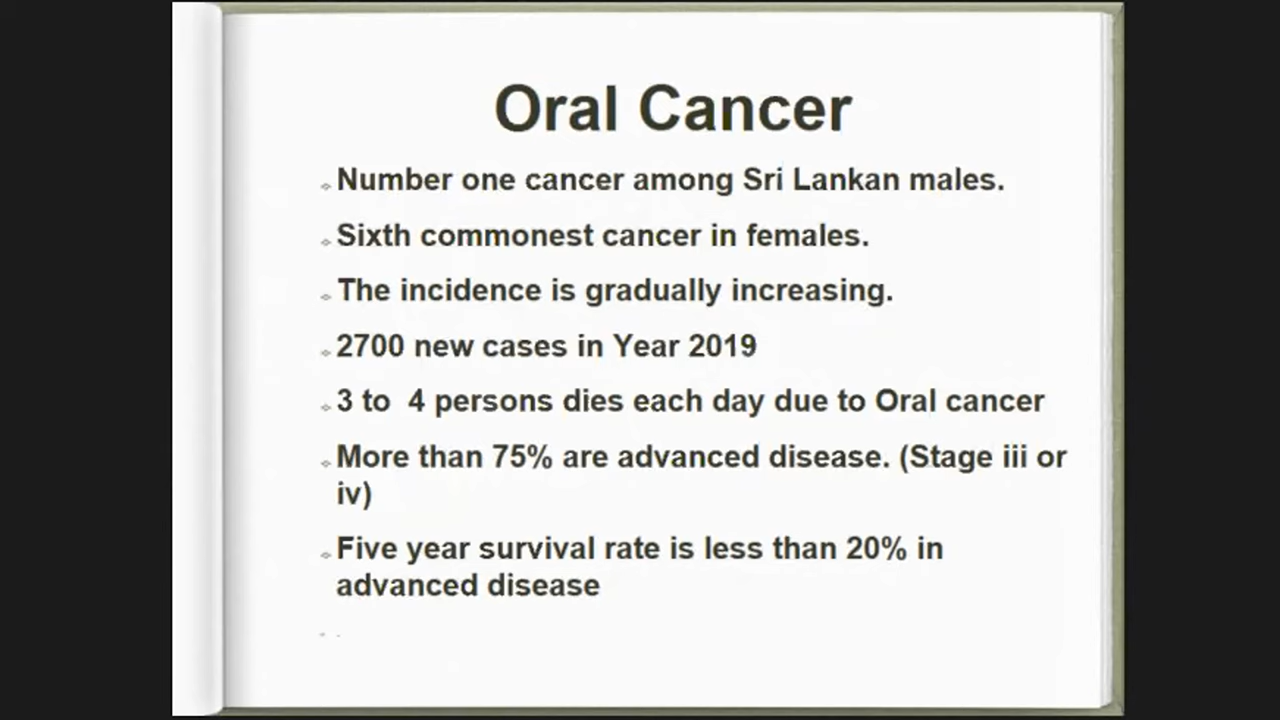 Oral Cancer
Number one cancer among Sri Lankan males.
Sixth commonest cancer in females.
The incidence is gradually increasing.
2700 new cases in Year 2019
3 to  4 persons dies each day due to Oral cancer
More than 75% are advanced disease. (Stage iii or
iv)
Five year survival rate is less than 20% in
advanced disease
.